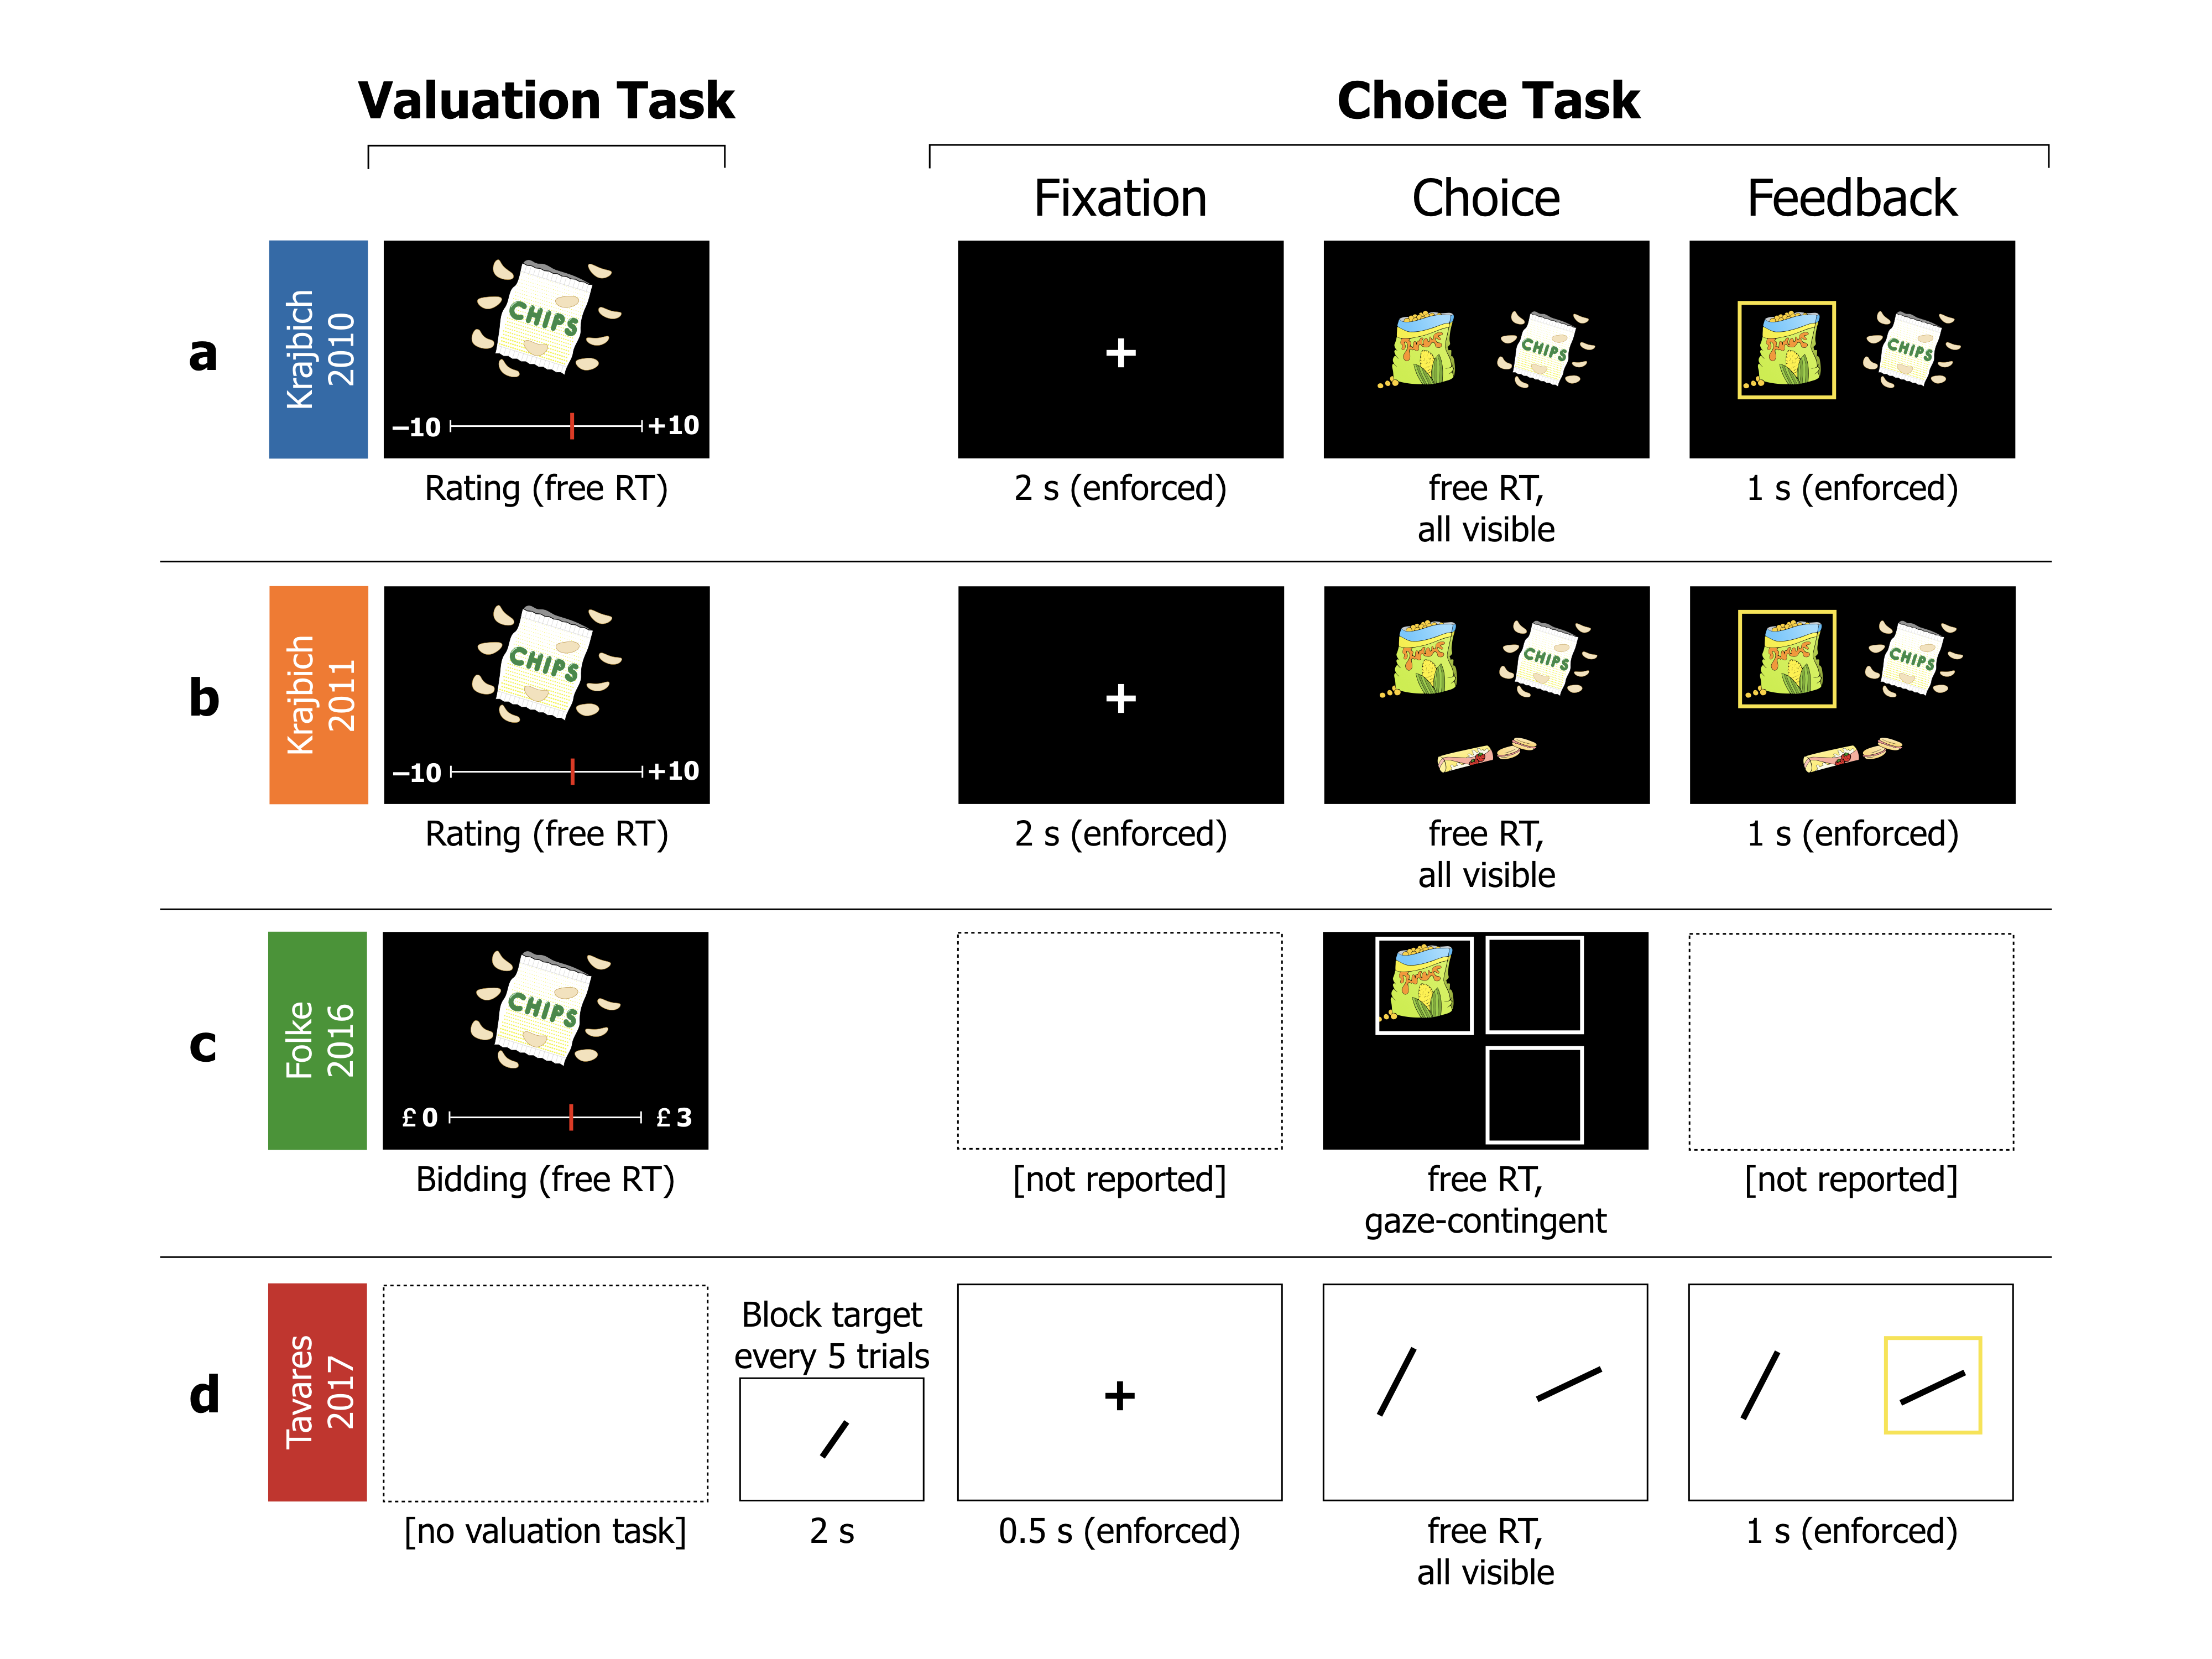 Valuation Task
Choice Task
Fixation
Choice
Feedback
a
Krajbich
2010
CHIPS
–10
+10
Rating (free RT)
+
2 s (enforced)
CHIPS
free RT,
all visible
CHIPS
1 s (enforced)
b
Krajbich
2011
CHIPS
–10
+10
Rating (free RT)
+
2 s (enforced)
CHIPS
free RT,
all visible
CHIPS
1 s (enforced)
c
Folke
2016
CHIPS
£ 0
£ 3
Bidding (free RT)
[not reported]
free RT,
gaze-contingent
[not reported]
d
Tavares
2017
[no valuation task]
Block target
every 5 trials
2 s
+
0.5 s (enforced)
free RT,
all visible
1 s (enforced)